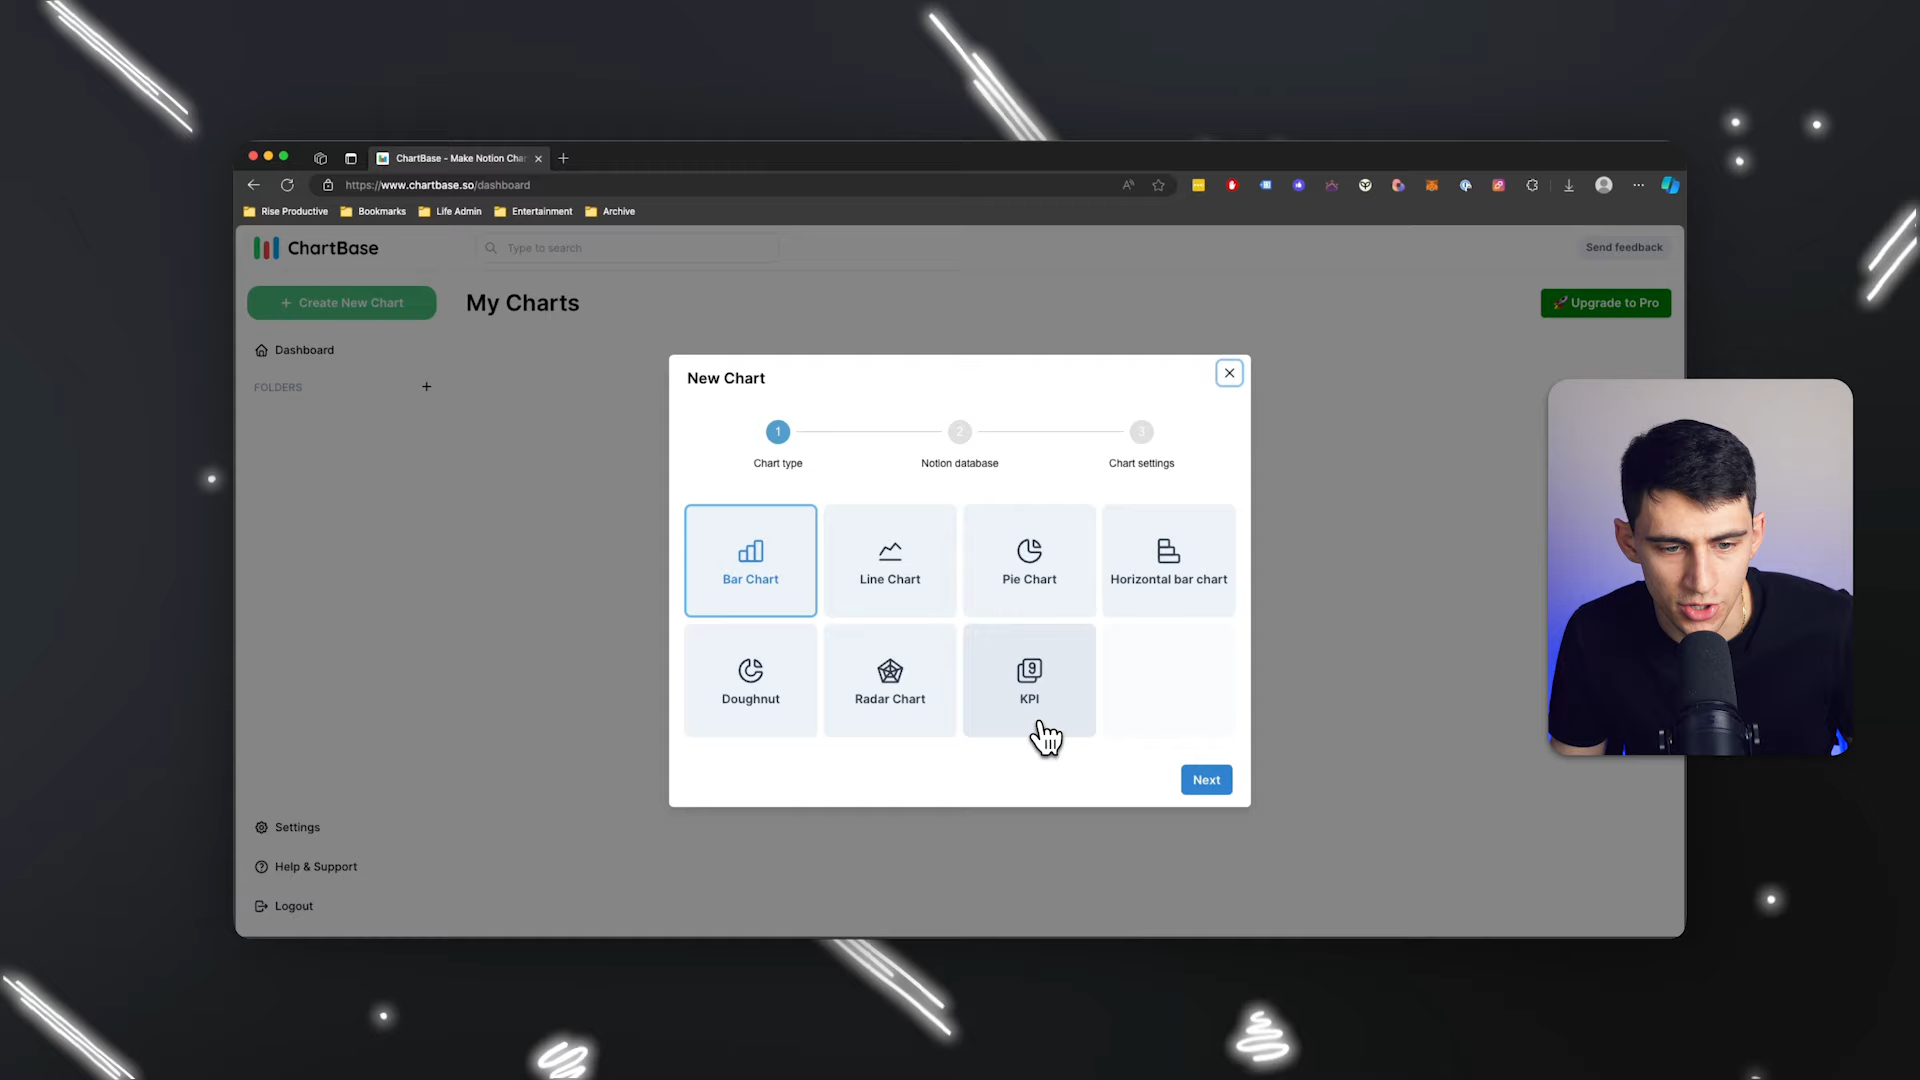 ChartBase - Make Notion Char
https://www.chartbase.so/dashboard
Rise Productive
Bookmarks
Life Admin
Entertainment
Archive
ChartBase
Type to search
Send feedback
+ Create New Chart
My Charts
🚀 Upgrade to Pro
Dashboard
FOLDERS +
New Chart
1
2
3
Chart type
Notion database
Chart settings
Bar Chart
Line Chart
Pie Chart
Horizontal bar chart
Doughnut
Radar Chart
9
KPI
Next
Settings
Help & Support
Logout